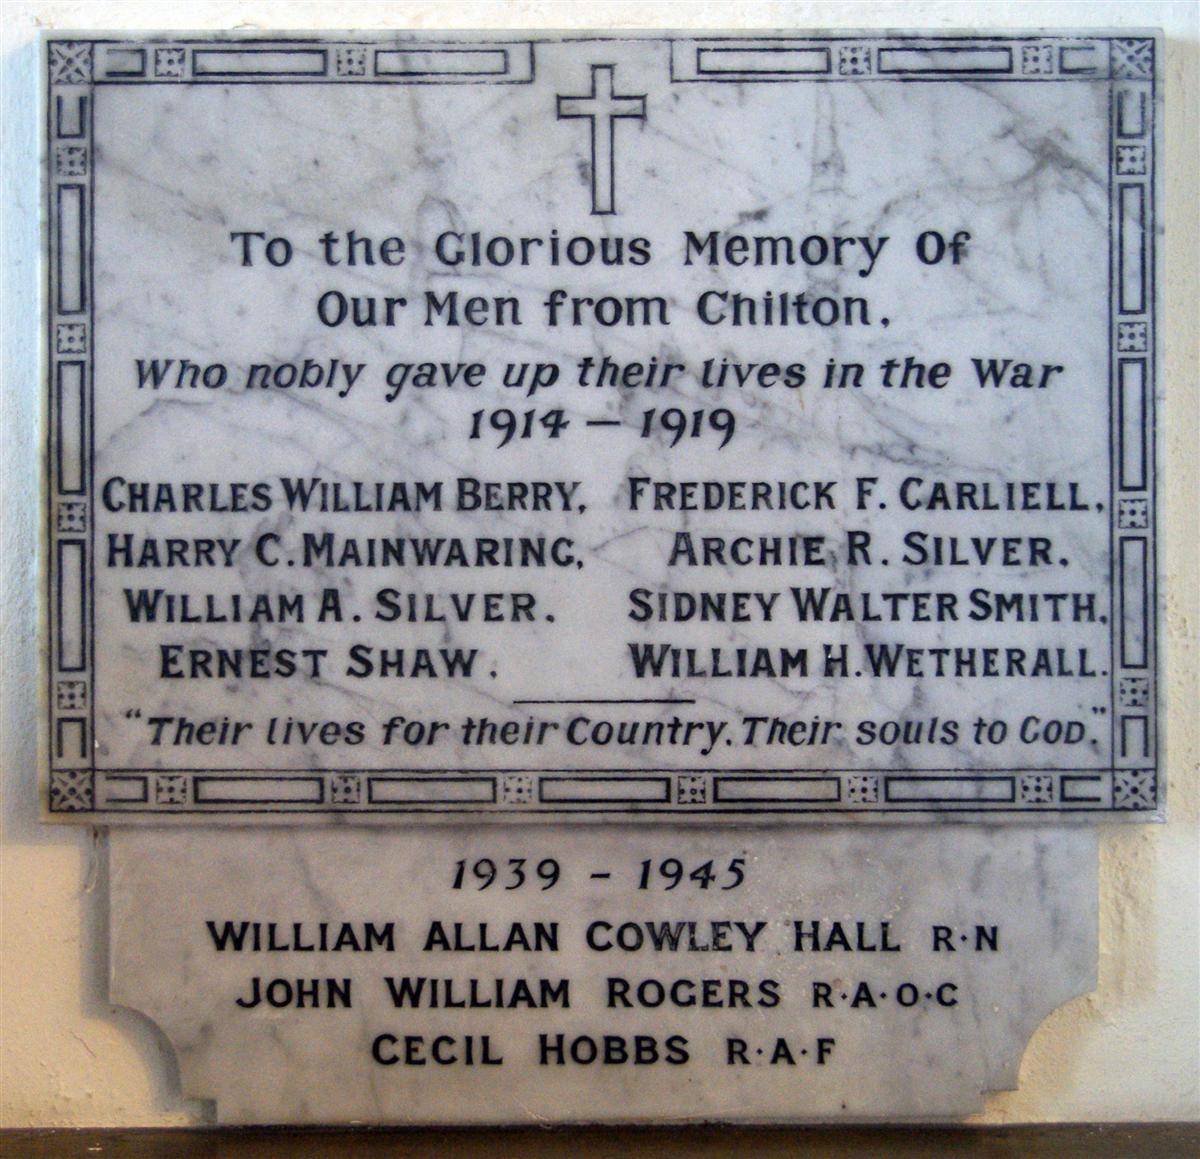 To the Glorious Memory Of
Our Men from Chilton.
Who nobly gave up their lives in the War
1914 – 1919
CHARLES WILLIAM BERRY. FREDERICK F. CARLIELL.
HARRY C. MAINWARING. ARCHIE R. SILVER.
WILLIAM A. SILVER. SIDNEY WALTER SMITH.
ERNEST SHAW. WILLIAM H. WETHERALL.
"Their lives for their Country. Their souls to GOD."
1939 - 1945
WILLIAM ALLAN COWLEY HALL R·N
JOHN WILLIAM ROGERS R·A·O·C
CECIL HOBBS R·A·F